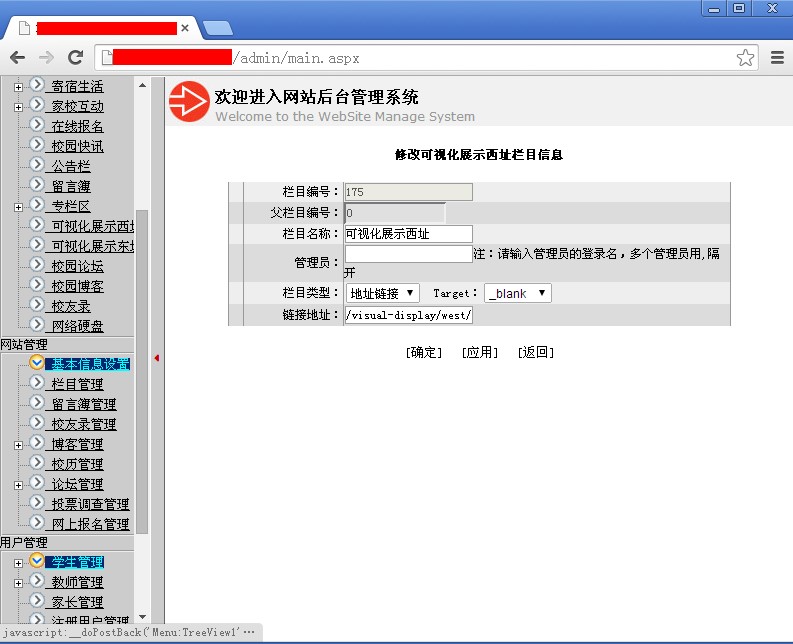 /admin/main.aspx
寄宿生活
家校互动
在线报名
校园快讯
公告栏
留言簿
专栏区
可视化展示西址
可视化展示东址
校园论坛
校园博客
校友录
网络硬盘
网站管理
基本信息设置
栏目管理
留言簿管理
校友录管理
博客管理
校历管理
论坛管理
投票调查管理
网上报名管理
用户管理
学生管理
教师管理
家长管理
注册用户管理
javascript:__doPostBack('Menu:TreeView1'...
欢迎进入网站后台管理系统
Welcome to the WebSite Manage System
修改可视化展示西址栏目信息
栏目编号： 175
父栏目编号： 0
栏目名称： 可视化展示西址
管理员： 注：请输入管理员的登录名，多个管理员用,隔
开
栏目类型： 地址链接 Target： _blank
链接地址： /visual-display/west/
[确定] [应用] [返回]